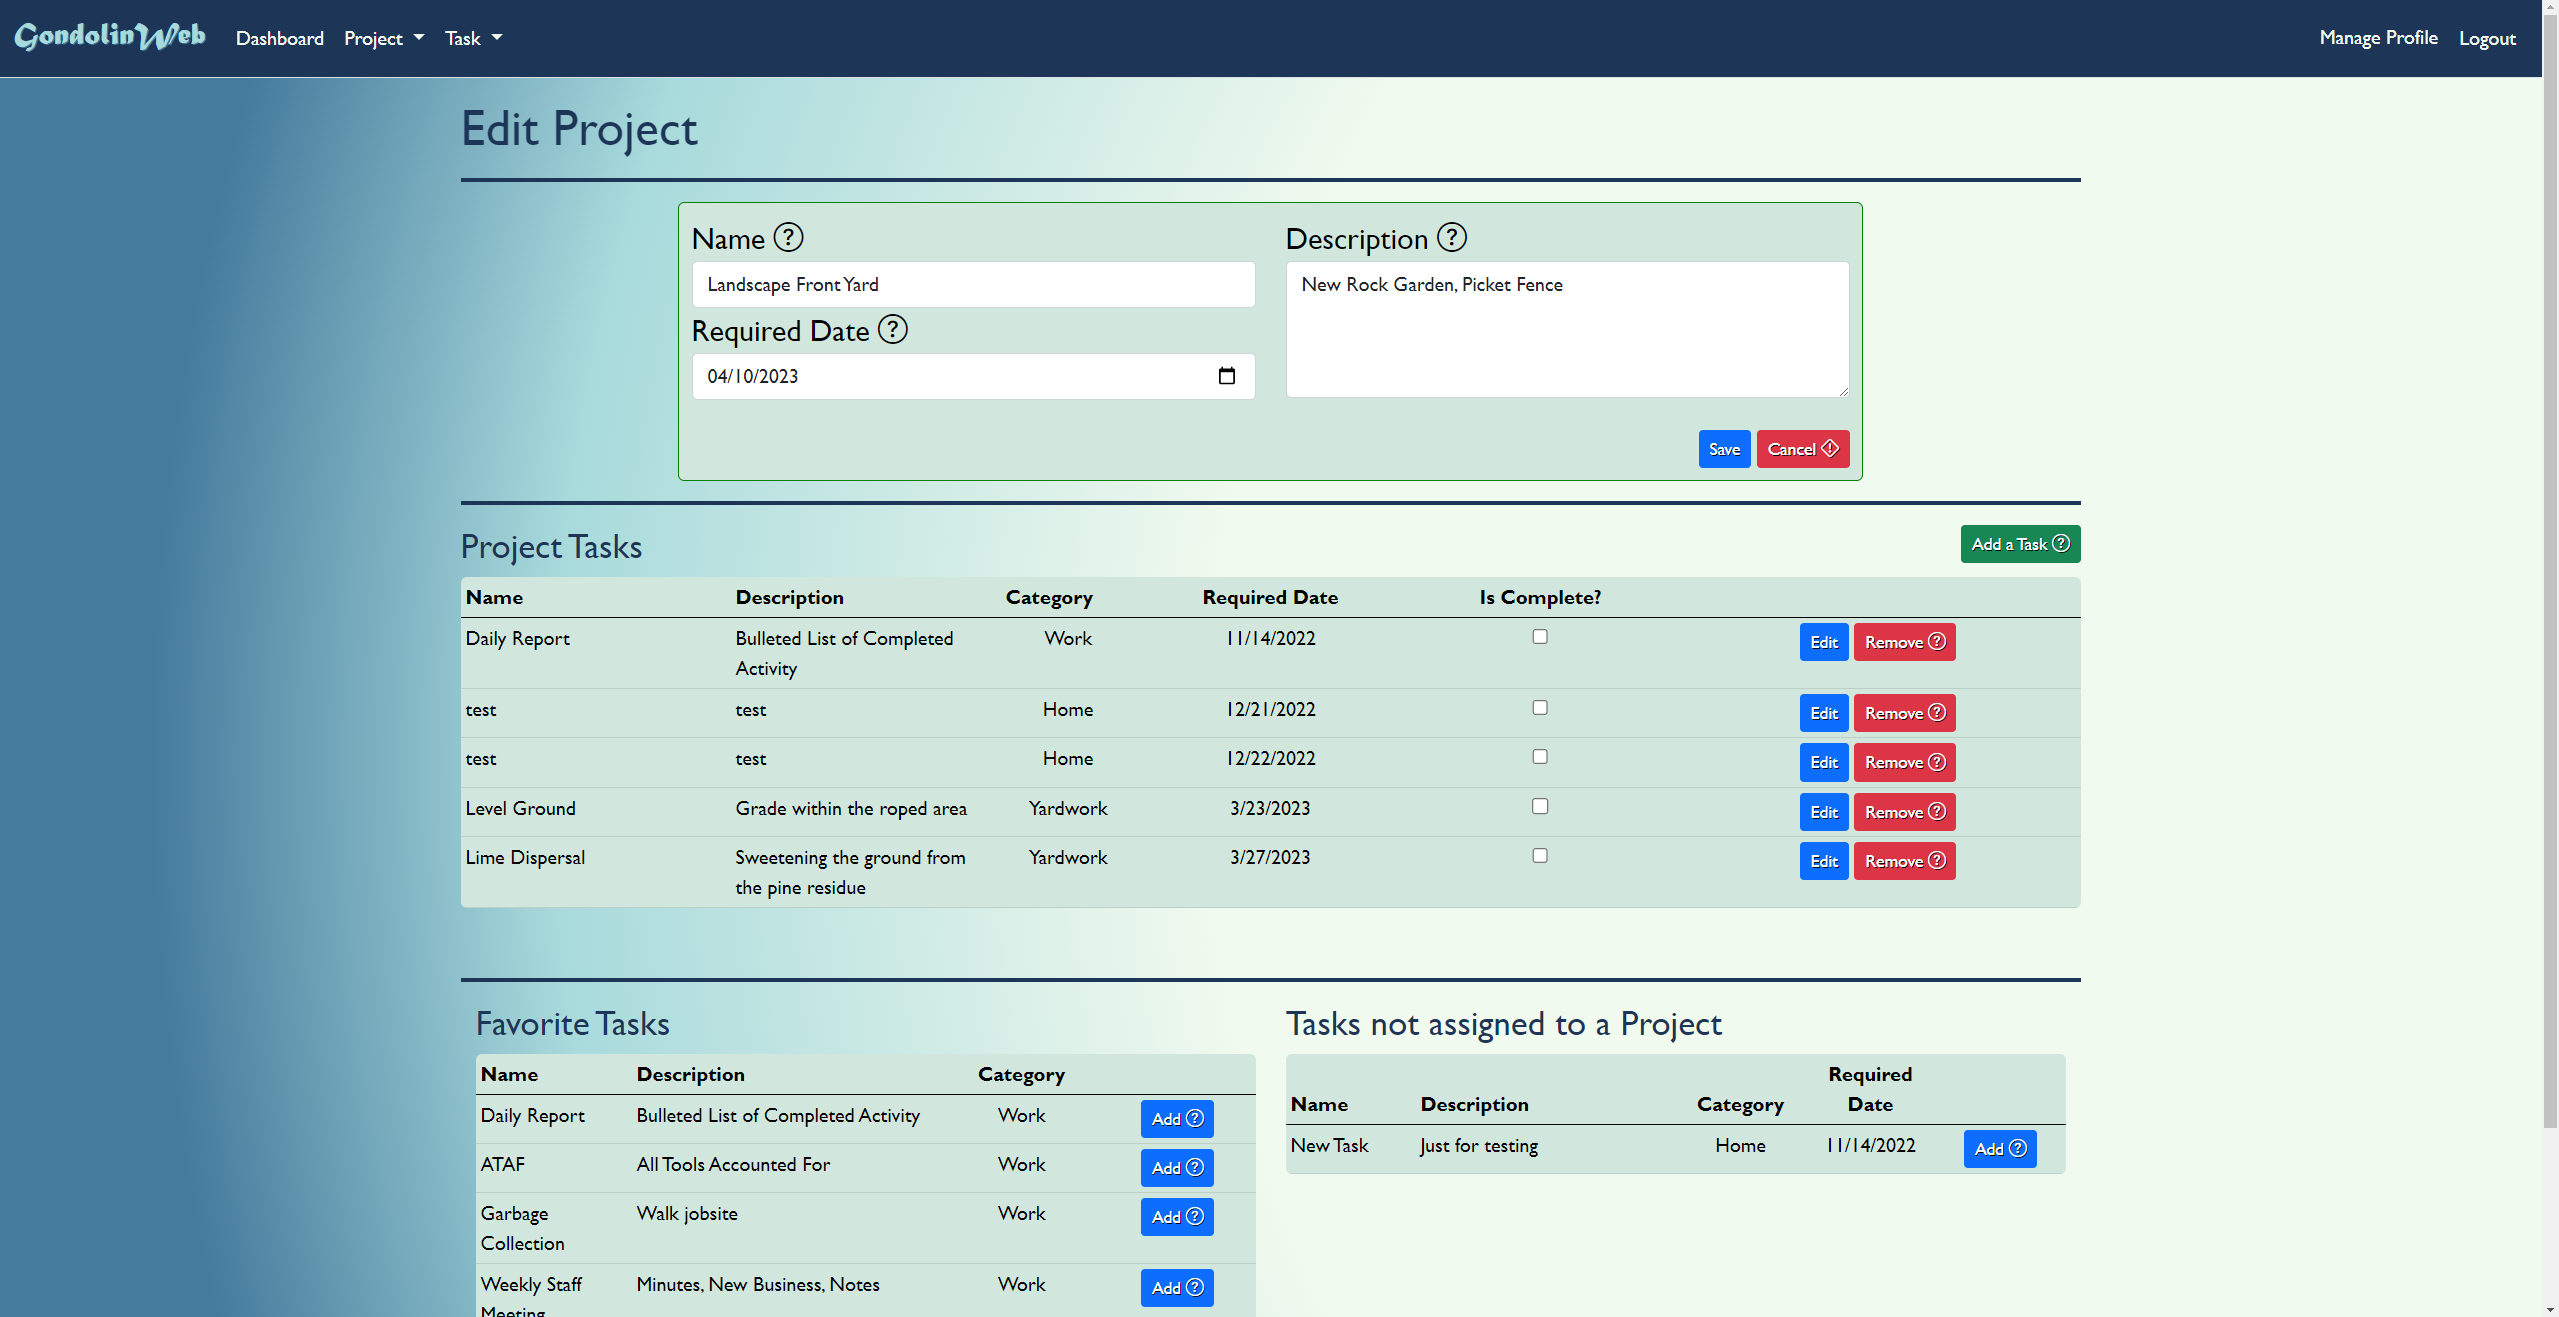 GondolinWeb Dashboard Project Task Manage Profile Logout
Edit Project
Name ? Description ?
Landscape Front Yard New Rock Garden, Picket Fence
Required Date ?
04/10/2023
Save Cancel !
Project Tasks Add a Task ?
Name Description Category Required Date Is Complete?
Daily Report Bulleted List of Completed Work 11/14/2022 Edit Remove ?
Activity
test test Home 12/21/2022 Edit Remove ?
test test Home 12/22/2022 Edit Remove ?
Level Ground Grade within the roped area Yardwork 3/23/2023 Edit Remove ?
Lime Dispersal Sweetening the ground from Yardwork 3/27/2023 Edit Remove ?
the pine residue
Favorite Tasks
Name Description Category
Daily Report Bulleted List of Completed Activity Work Add ?
ATAF All Tools Accounted For Work Add ?
Garbage Walk jobsite Work Add ?
Collection
Weekly Staff Minutes, New Business, Notes Work Add ?
Meeting
Tasks not assigned to a Project
Required
Name Description Category Date
New Task Just for testing Home 11/14/2022 Add ?